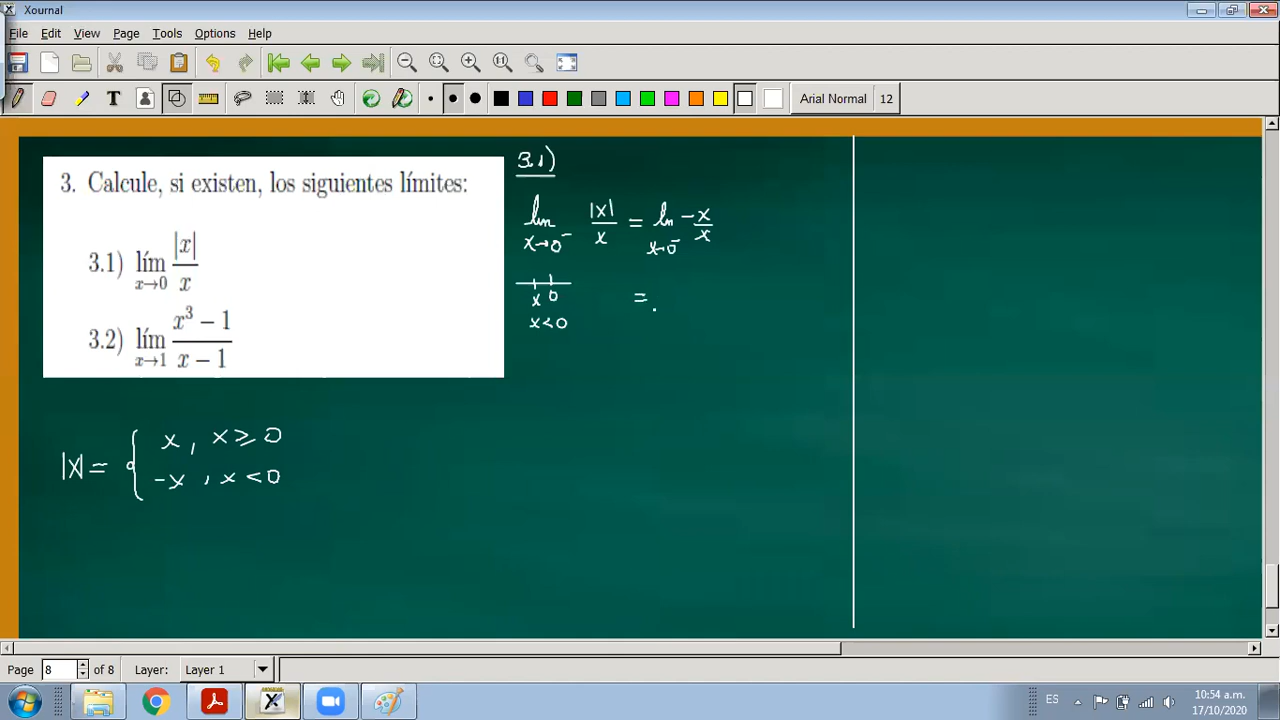 Xournal
File Edit View Page Tools Options Help
Arial Normal 12
3. Calcule, si existen, los siguientes límites:
3.1) lím x→0 |x|/x
3.2) lím x→1 x³ − 1/x − 1
|x| = { x , x ≥ 0
-x , x < 0
3.1)
lim x→0⁻ |x|/x = lim x→0⁻ -x/x
x 0 =
x<0
Page 8 of 8 Layer: Layer 1
ES 10:54 a.m.
17/10/2020